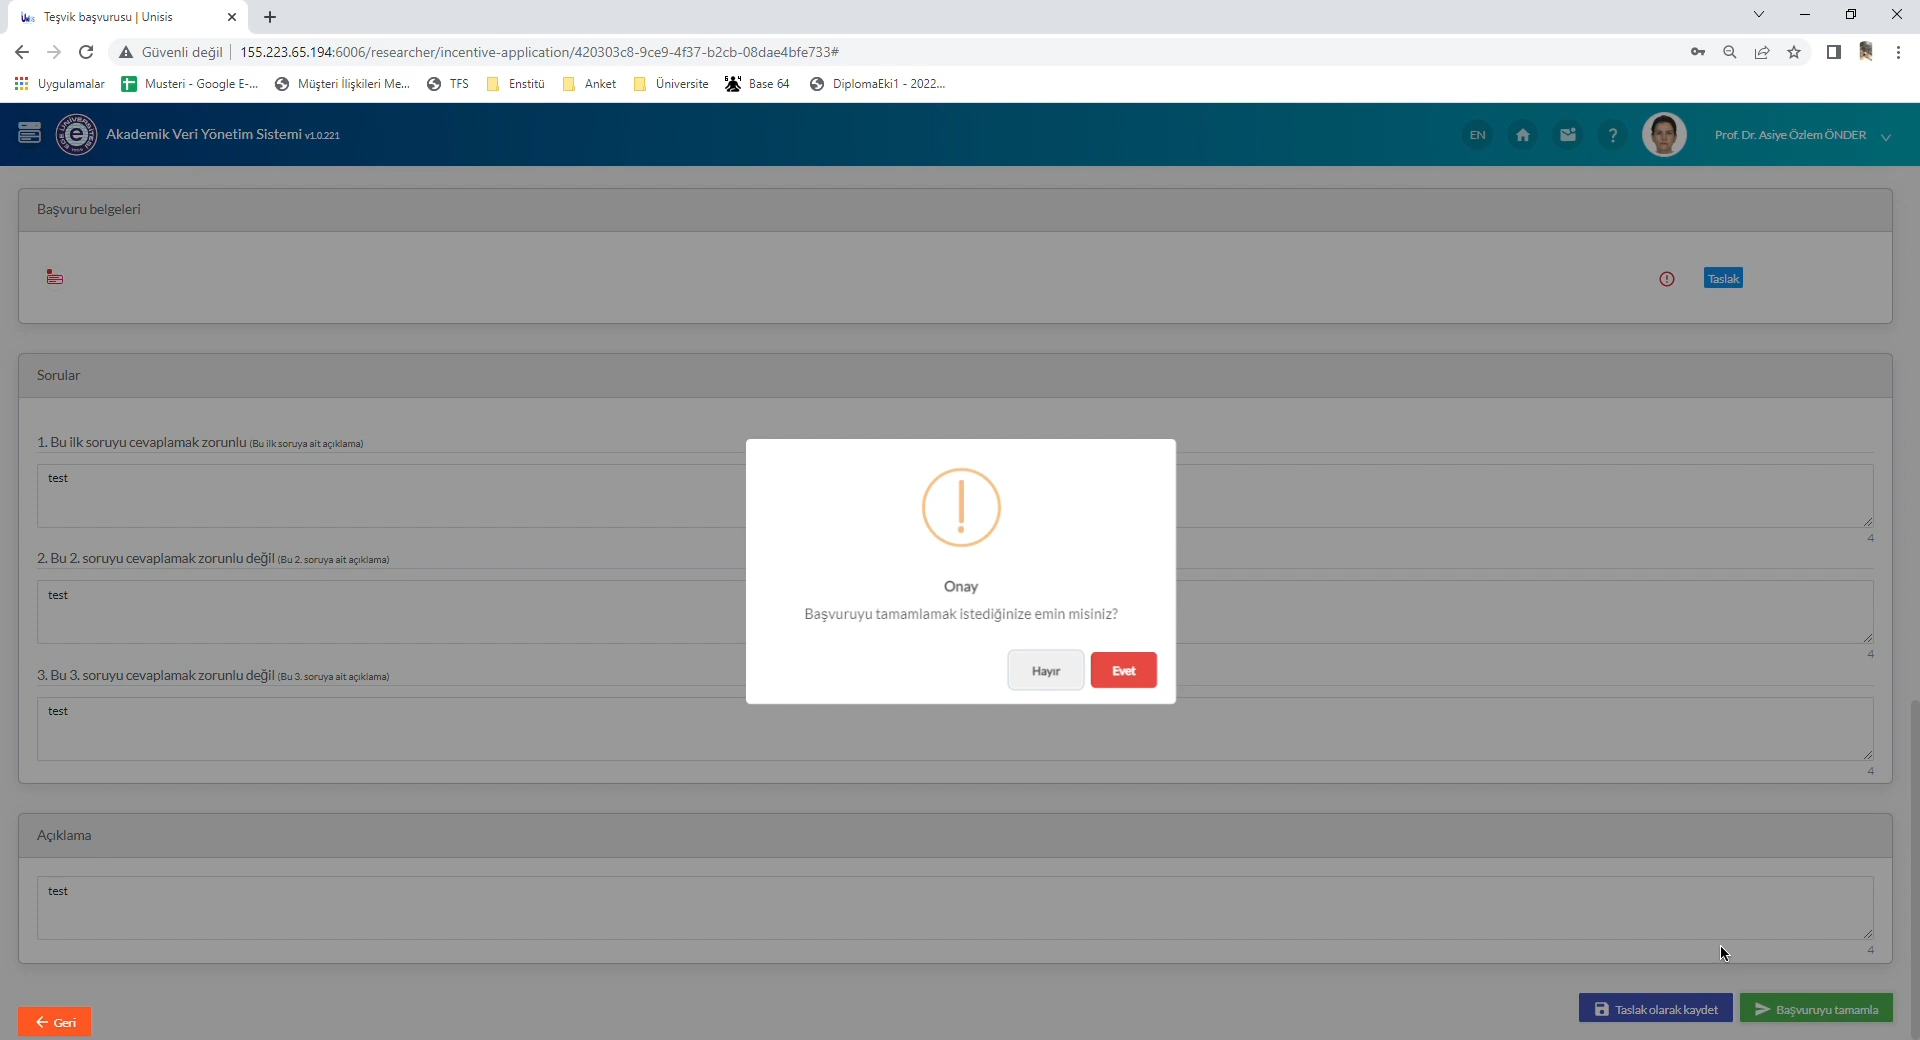 Teşvik başvurusu | Unisis
Güvenli değil
155.223.65.194:6006/researcher/incentive-application/420303c8-9ce9-4f37-b2cb-08dae4bfe733#
Uygulamalar
Musteri - Google E-...
Müşteri İlişkileri Me...
TFS
Enstitü
Anket
Üniversite
Base 64
DiplomaEki1 - 2022...
Akademik Veri Yönetim Sistemi v1.0.221
EN
?
Prof. Dr. Asiye Özlem ÖNDER
Başvuru belgeleri
Taslak
Sorular
1. Bu ilk soruyu cevaplamak zorunlu (Bu ilk soruya ait açıklama)
test
4
2. Bu 2. soruyu cevaplamak zorunlu değil (Bu 2. soruya ait açıklama)
test
4
3. Bu 3. soruyu cevaplamak zorunlu değil (Bu 3. soruya ait açıklama)
test
4
Onay
Başvuruyu tamamlamak istediğinize emin misiniz?
Hayır
Evet
Açıklama
test
4
Geri
Taslak olarak kaydet
Başvuruyu tamamla